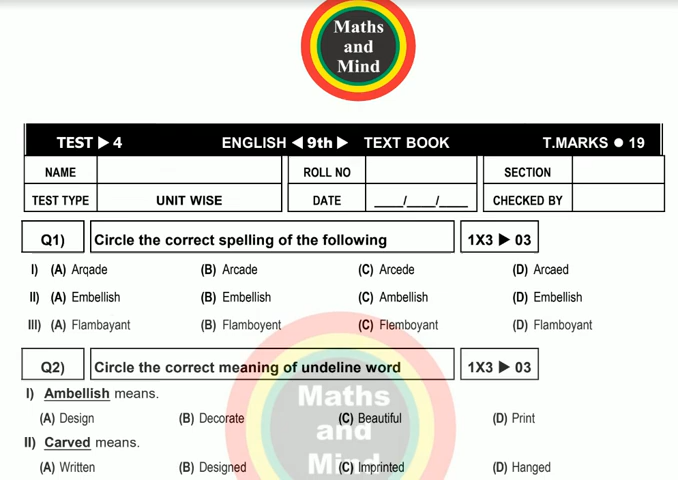 Maths
and
Mind
TEST ▶ 4 ENGLISH ◀ 9th ▶ TEXT BOOK T.MARKS ● 19
NAME ROLL NO SECTION
TEST TYPE UNIT WISE DATE ____/____/____ CHECKED BY
Q1) Circle the correct spelling of the following 1X3 ▶ 03
I) (A) Arqade (B) Arcade (C) Arcede (D) Arcaed
II) (A) Embellish (B) Embellish (C) Ambellish (D) Embellish
III) (A) Flambayant (B) Flamboyent (C) Flemboyant (D) Flamboyant
Q2) Circle the correct meaning of undeline word 1X3 ▶ 03
I) Ambellish means.
(A) Design (B) Decorate (C) Beautiful (D) Print
II) Carved means.
(A) Written (B) Designed (C) Imprinted (D) Hanged
Maths
and
Mind